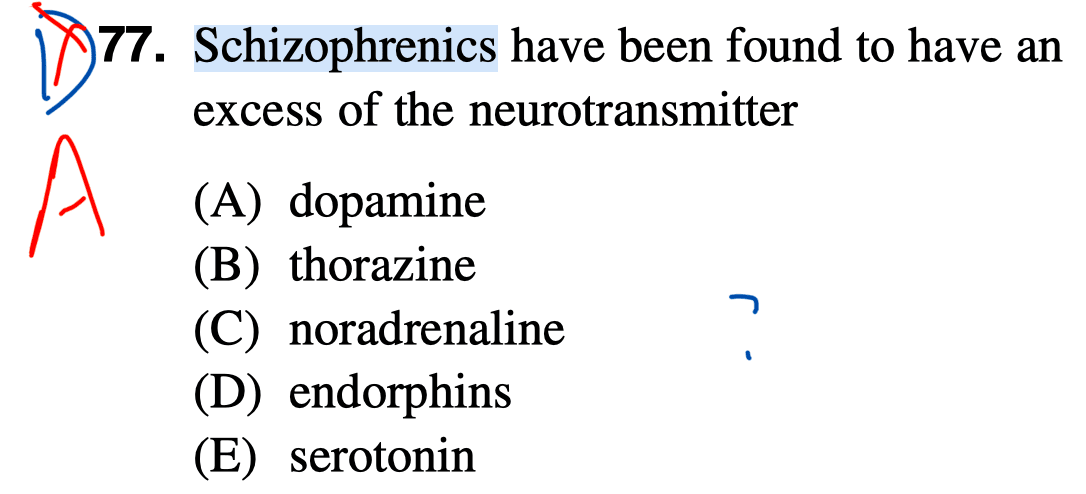 D 77. Schizophrenics have been found to have an
excess of the neurotransmitter
A
(A) dopamine
(B) thorazine
(C) noradrenaline
?
(D) endorphins
(E) serotonin